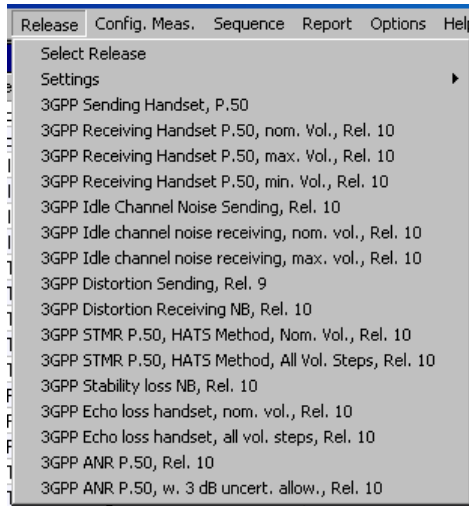 Release Config. Meas. Sequence Report Options Help
Select Release
Settings
3GPP Sending Handset, P.50
3GPP Receiving Handset P.50, nom. Vol., Rel. 10
3GPP Receiving Handset P.50, max. Vol., Rel. 10
3GPP Receiving Handset P.50, min. Vol., Rel. 10
3GPP Idle Channel Noise Sending, Rel. 10
3GPP Idle channel noise receiving, nom. vol., Rel. 10
3GPP Idle channel noise receiving, max. vol., Rel. 10
3GPP Distortion Sending, Rel. 9
3GPP Distortion Receiving NB, Rel. 10
3GPP STMR P.50, HATS Method, Nom. Vol., Rel. 10
3GPP STMR P.50, HATS Method, All Vol. Steps, Rel. 10
3GPP Stability loss NB, Rel. 10
3GPP Echo loss handset, nom. vol., Rel. 10
3GPP Echo loss handset, all vol. steps, Rel. 10
3GPP ANR P.50, Rel. 10
3GPP ANR P.50, w. 3 dB uncert. allow., Rel. 10